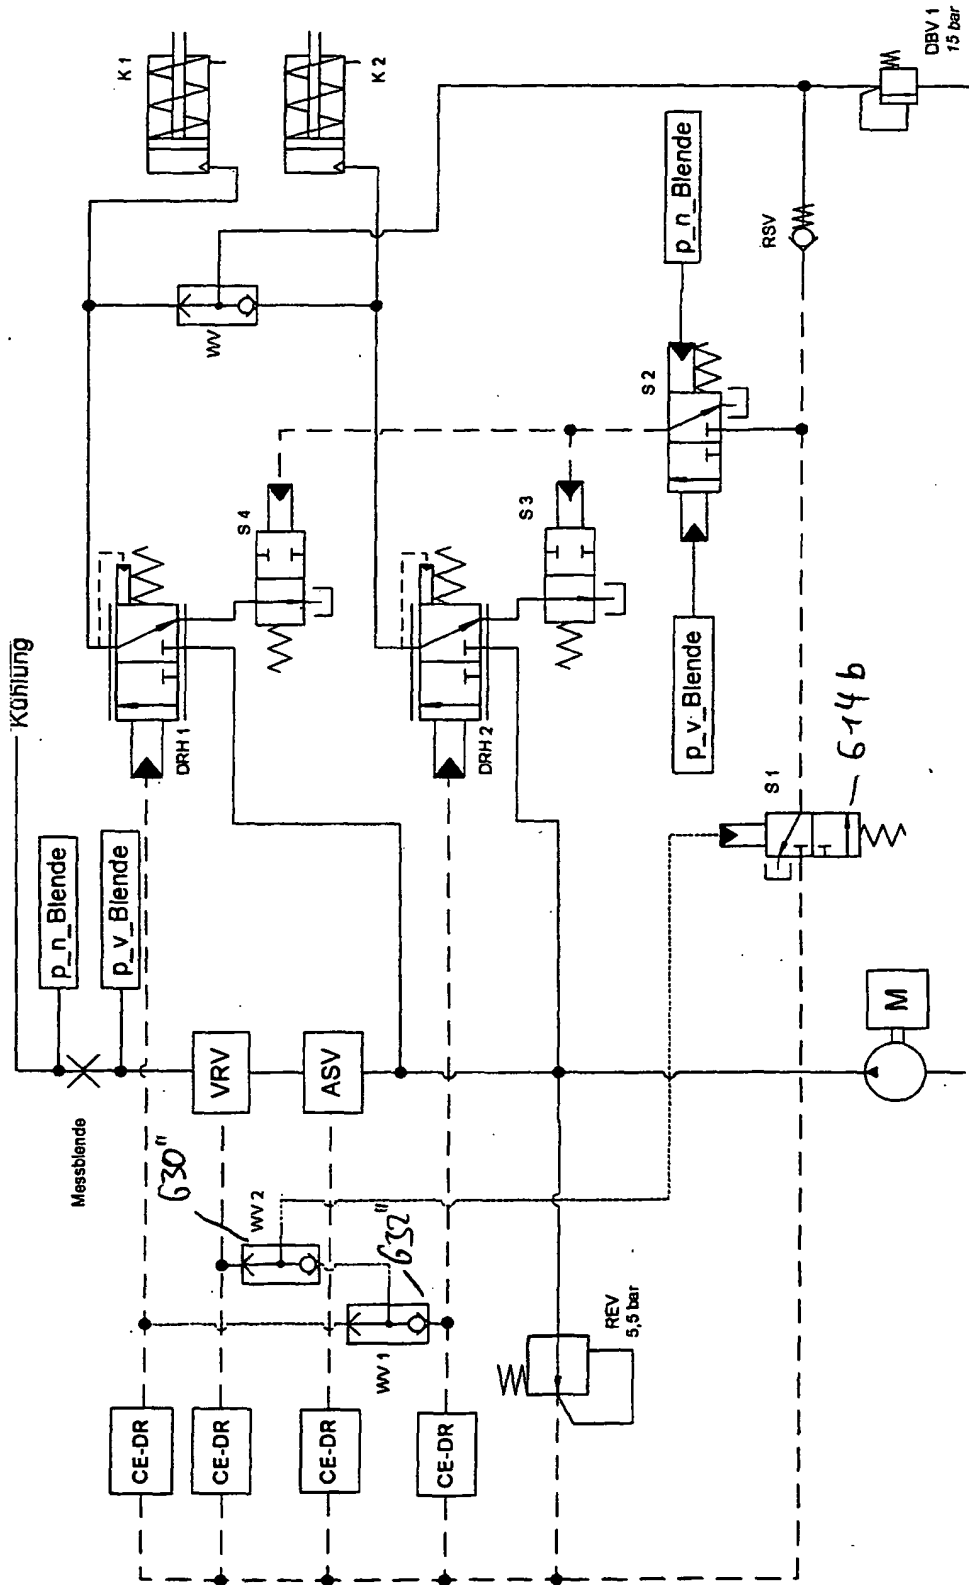 K 1
K 2
DBV 1
15 bar
p_n_Blende
RSV
WV
S 2
S 4
S 3
p_v_Blende
Kühlung
DRH 1
DRH 2
614 b
S 1
p_n_Blende
p_v_Blende
M
VRV
ASV
Messblende
630"
WV 2
632"
WV 1
REV
5,5 bar
CE-DR
CE-DR
CE-DR
CE-DR